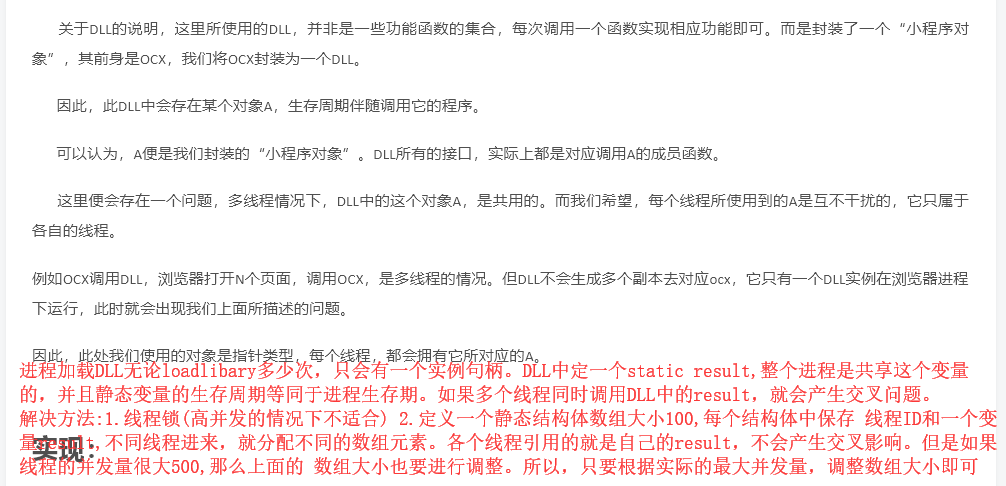 关于DLL的说明，这里所使用的DLL，并非是一些功能函数的集合，每次调用一个函数实现相应功能即可。而是封装了一个“小程序对
象”，其前身是OCX，我们将OCX封装为一个DLL。
因此，此DLL中会存在某个对象A，生存周期伴随调用它的程序。
可以认为，A便是我们封装的“小程序对象”。DLL所有的接口，实际上都是对应调用A的成员函数。
这里便会存在一个问题，多线程情况下，DLL中的这个对象A，是共用的。而我们希望，每个线程所使用到的A是互不干扰的，它只属于
各自的线程。
例如OCX调用DLL，浏览器打开N个页面，调用OCX，是多线程的情况。但DLL不会生成多个副本去对应ocx，它只有一个DLL实例在浏览器进程
下运行，此时就会出现我们上面所描述的问题。
因此，此处我们使用的对象是指针类型，每个线程，都会拥有它所对应的A。
进程加载DLL无论loadlibary多少次，只会有一个实例句柄。DLL中定一个static result,整个进程是共享这个变量
的，并且静态变量的生存周期等同于进程生存期。如果多个线程同时调用DLL中的result，就会产生交叉问题。
解决方法:1.线程锁(高并发的情况下不适合) 2.定义一个静态结构体数组大小100,每个结构体中保存 线程ID和一个变
量result,不同线程进来，就分配不同的数组元素。各个线程引用的就是自己的result，不会产生交叉影响。但是如果
实现：
线程的并发量很大500,那么上面的 数组大小也要进行调整。所以，只要根据实际的最大并发量，调整数组大小即可